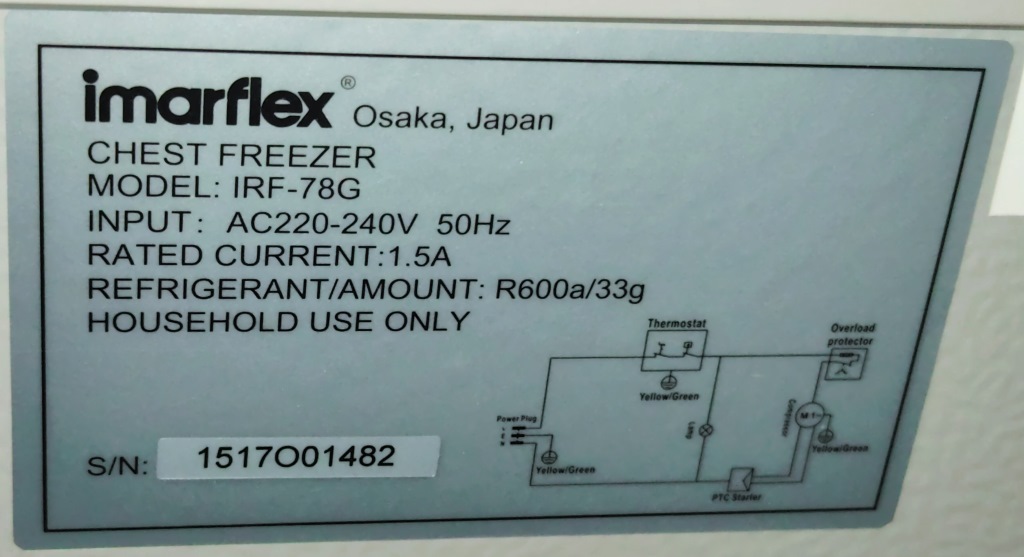 imarflex® Osaka, Japan
CHEST FREEZER
MODEL: IRF-78G
INPUT: AC220-240V 50Hz
RATED CURRENT:1.5A
REFRIGERANT/AMOUNT: R600a/33g
HOUSEHOLD USE ONLY
Thermostat
Overload
protector
Yellow/Green
Power Plug
L
E
N
Lamp
Compressor
M 1~
Yellow/Green
Yellow/Green
PTC Starter
S/N: 1517O01482